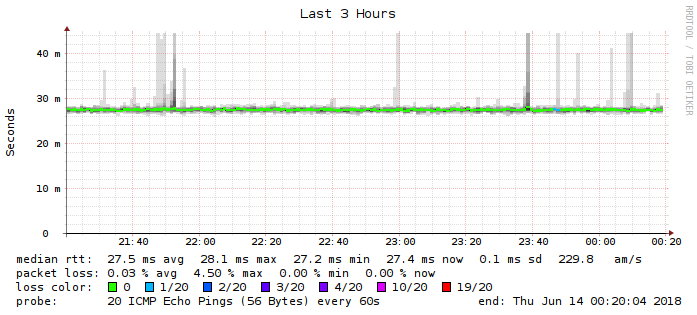 Last 3 Hours
RRDTOOL / TOBI OETIKER
Seconds
40 m
30 m
20 m
10 m
0
21:40 22:00 22:20 22:40 23:00 23:20 23:40 00:00 00:20
median rtt: 27.5 ms avg 28.1 ms max 27.2 ms min 27.4 ms now 0.1 ms sd 229.8 am/s
packet loss: 0.03 % avg 4.50 % max 0.00 % min 0.00 % now
loss color: 0 1/20 2/20 3/20 4/20 10/20 19/20
probe: 20 ICMP Echo Pings (56 Bytes) every 60s end: Thu Jun 14 00:20:04 2018